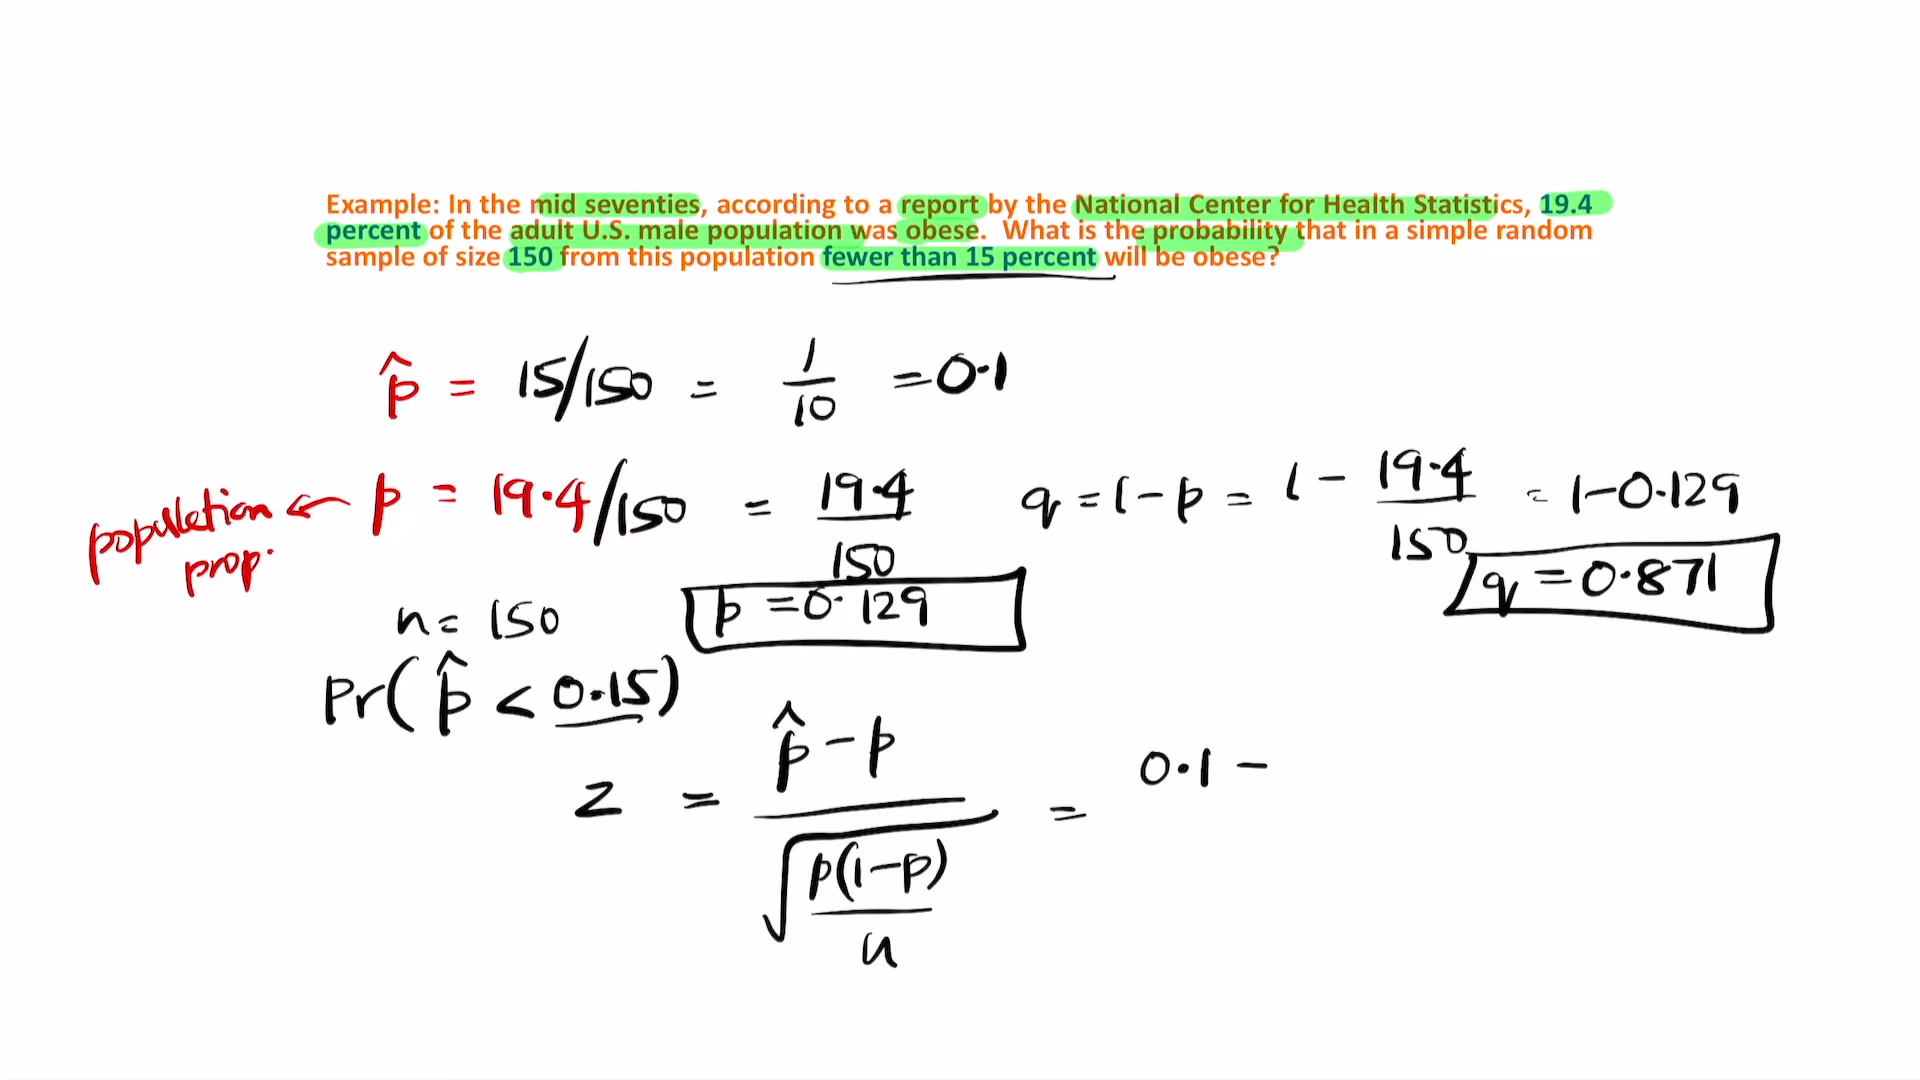 Example: In the mid seventies, according to a report by the National Center for Health Statistics, 19.4
percent of the adult U.S. male population was obese. What is the probability that in a simple random
sample of size 150 from this population fewer than 15 percent will be obese?
p̂ = 15/150 = 1/10 = 0.1
population prop. ← p = 19.4/150 = 19.4/150
q = 1-p = 1 - 19.4/150 = 1-0.129
p = 0.129
q = 0.871
n = 150
Pr(p̂ < 0.15)
z = (p̂ - p)/√(p(1-p)/n) = 0.1 -